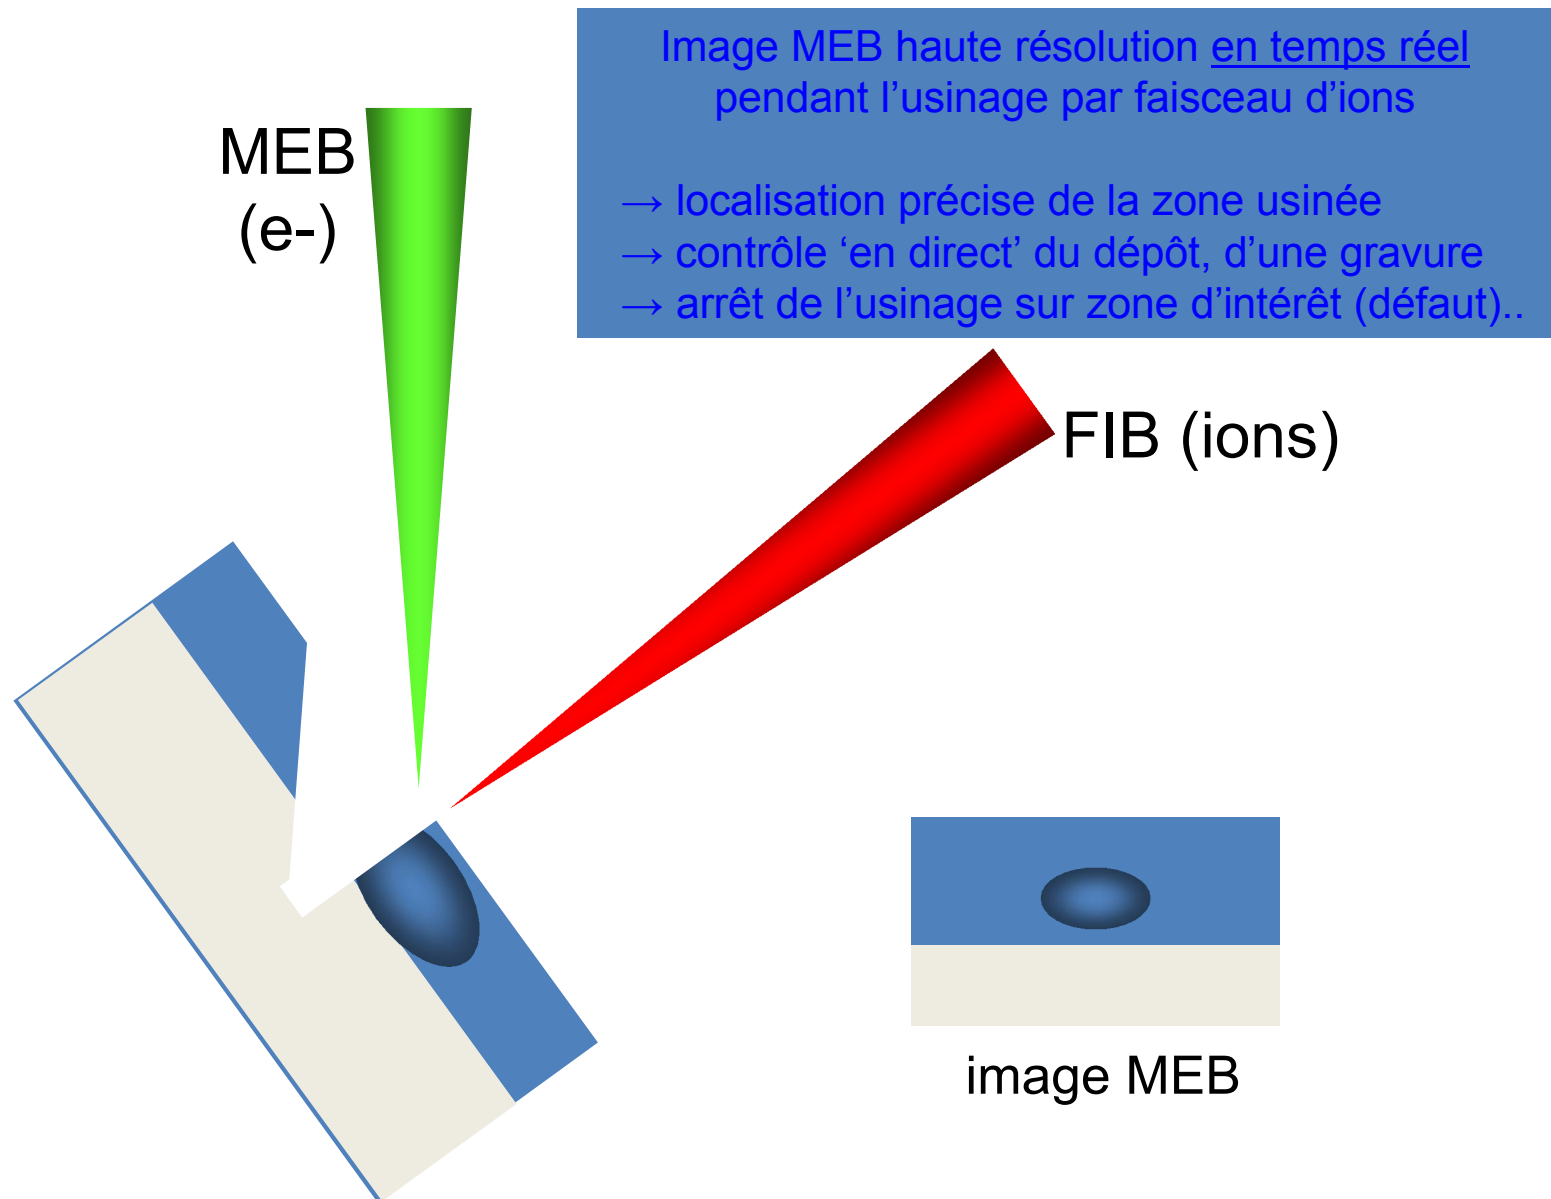 Image MEB haute résolution en temps réel
pendant l’usinage par faisceau d’ions
→ localisation précise de la zone usinée
→ contrôle ‘en direct’ du dépôt, d’une gravure
→ arrêt de l’usinage sur zone d’intérêt (défaut)..
MEB
(e-)
FIB (ions)
image MEB